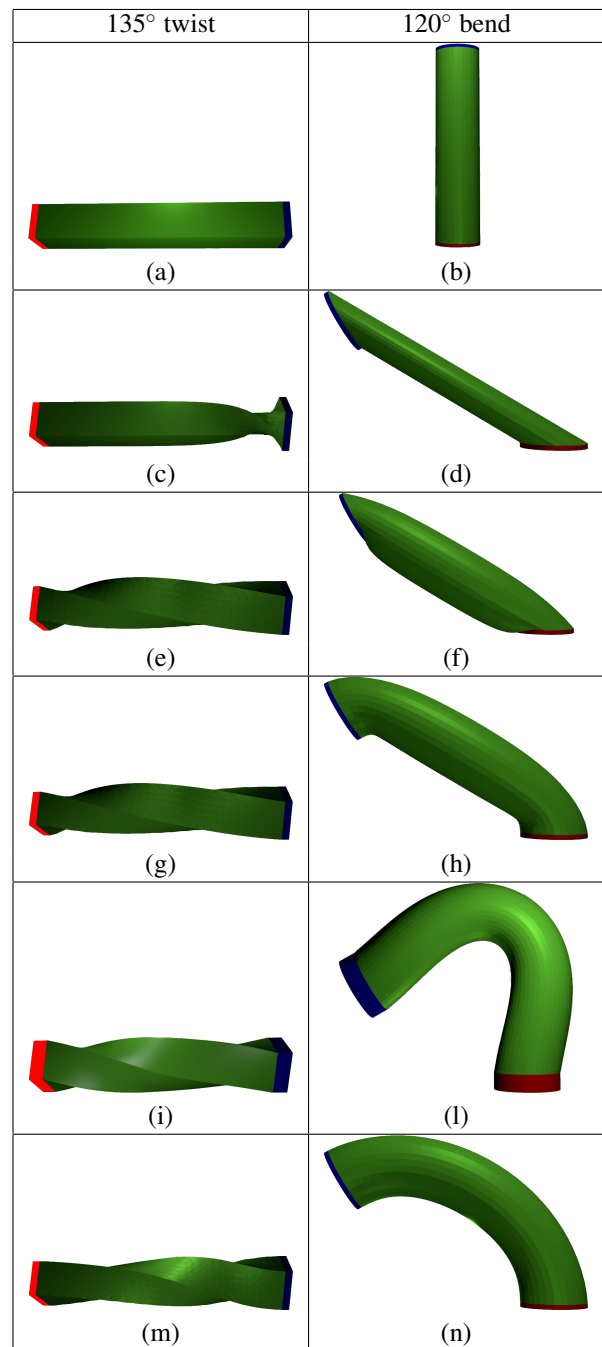 135° twist 120° bend
(a) (b)
(c) (d)
(e) (f)
(g) (h)
(i) (l)
(m) (n)